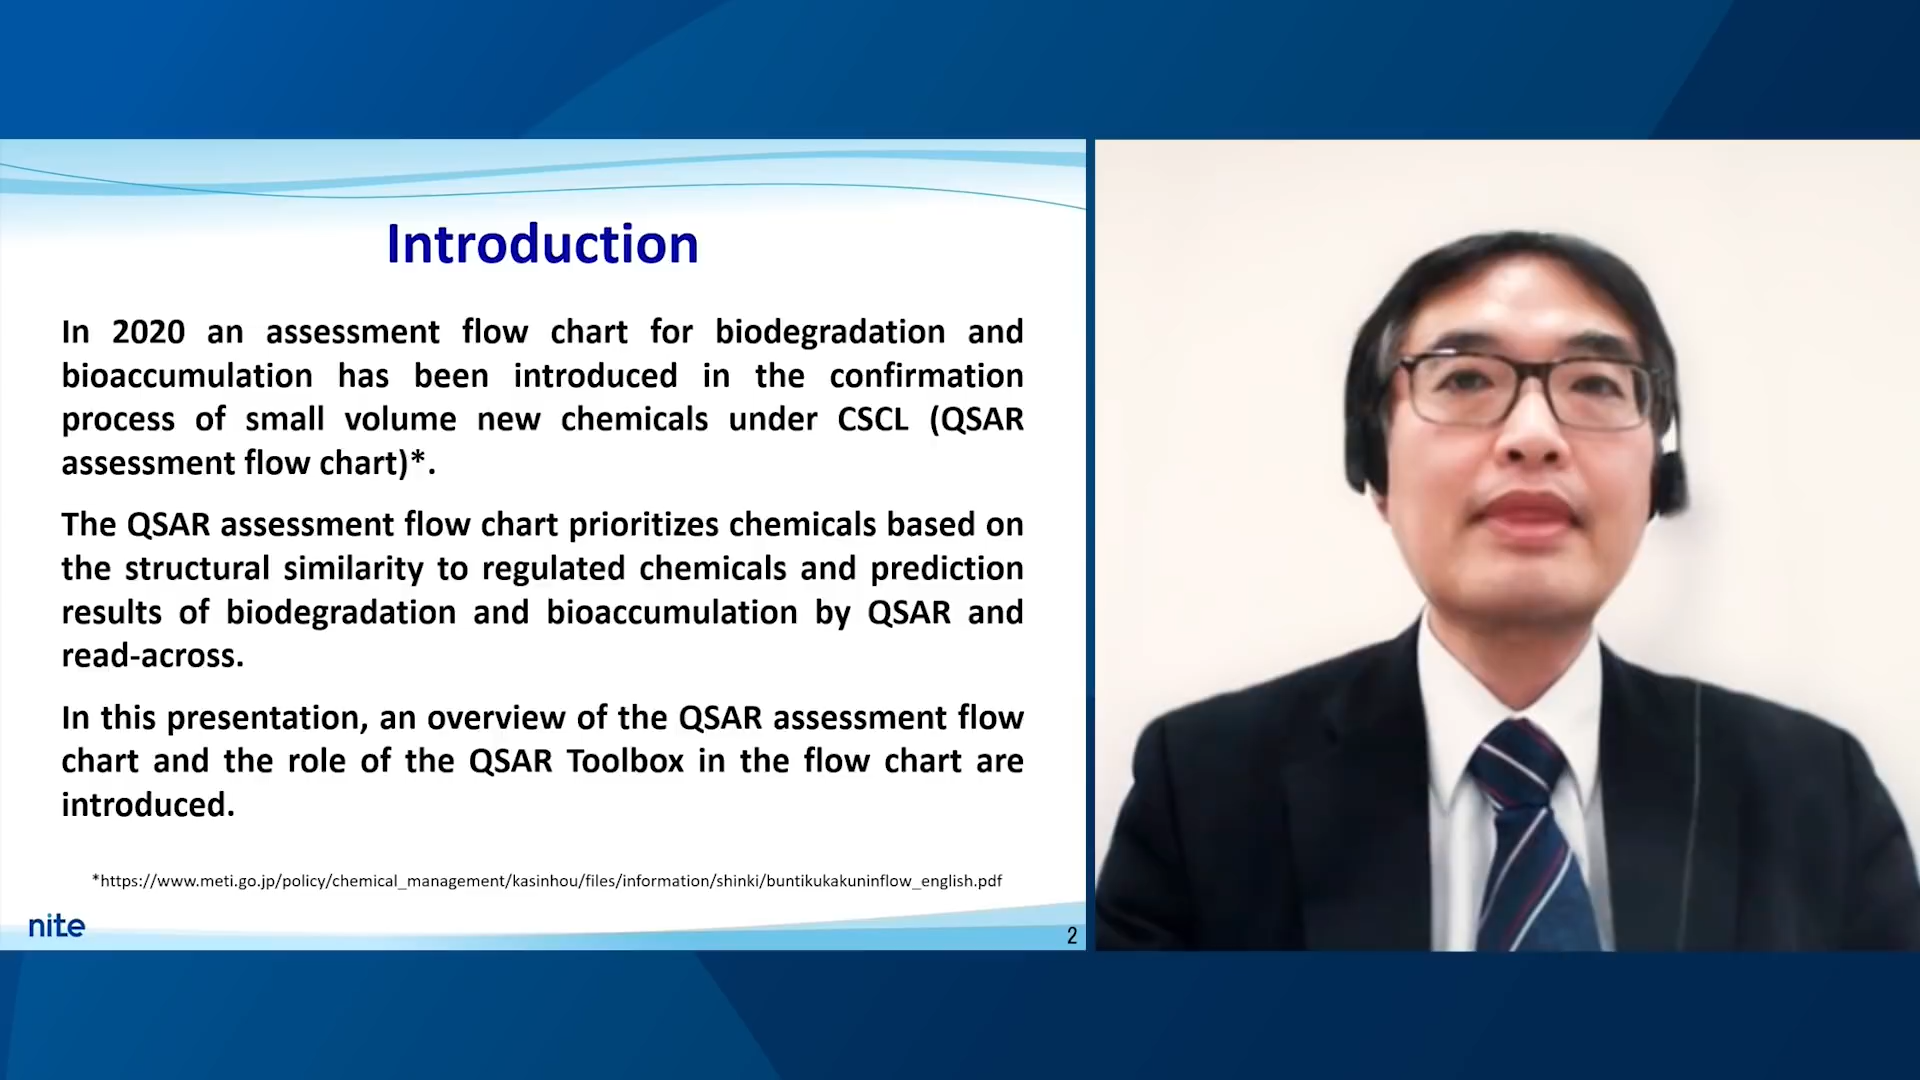 Introduction
In 2020 an assessment flow chart for biodegradation and
bioaccumulation has been introduced in the confirmation
process of small volume new chemicals under CSCL (QSAR
assessment flow chart)*.
The QSAR assessment flow chart prioritizes chemicals based on
the structural similarity to regulated chemicals and prediction
results of biodegradation and bioaccumulation by QSAR and
read-across.
In this presentation, an overview of the QSAR assessment flow
chart and the role of the QSAR Toolbox in the flow chart are
introduced.
*https://www.meti.go.jp/policy/chemical_management/kasinhou/files/information/shinki/buntikukakuninflow_english.pdf
nite
2